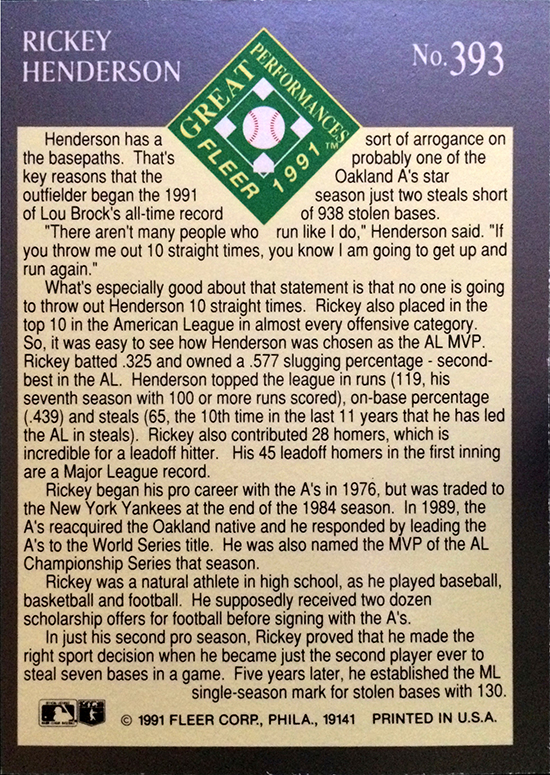 RICKEY
HENDERSON
No. 393
GREAT
PERFORMANCES
FLEER
1991 TM
Henderson has a sort of arrogance on
the basepaths. That's probably one of the
key reasons that the Oakland A's star
outfielder began the 1991 season just two steals short
of Lou Brock's all-time record of 938 stolen bases.
"There aren't many people who run like I do," Henderson said. "If
you throw me out 10 straight times, you know I am going to get up and
run again."
What's especially good about that statement is that no one is going
to throw out Henderson 10 straight times. Rickey also placed in the
top 10 in the American League in almost every offensive category.
So, it was easy to see how Henderson was chosen as the AL MVP.
Rickey batted .325 and owned a .577 slugging percentage - second-
best in the AL. Henderson topped the league in runs (119, his
seventh season with 100 or more runs scored), on-base percentage
(.439) and steals (65, the 10th time in the last 11 years that he has led
the AL in steals). Rickey also contributed 28 homers, which is
incredible for a leadoff hitter. His 45 leadoff homers in the first inning
are a Major League record.
Rickey began his pro career with the A's in 1976, but was traded to
the New York Yankees at the end of the 1984 season. In 1989, the
A's reacquired the Oakland native and he responded by leading the
A's to the World Series title. He was also named the MVP of the AL
Championship Series that season.
Rickey was a natural athlete in high school, as he played baseball,
basketball and football. He supposedly received two dozen
scholarship offers for football before signing with the A's.
In just his second pro season, Rickey proved that he made the
right sport decision when he became just the second player ever to
steal seven bases in a game. Five years later, he established the ML
single-season mark for stolen bases with 130.
© 1991 FLEER CORP., PHILA., 19141 PRINTED IN U.S.A.